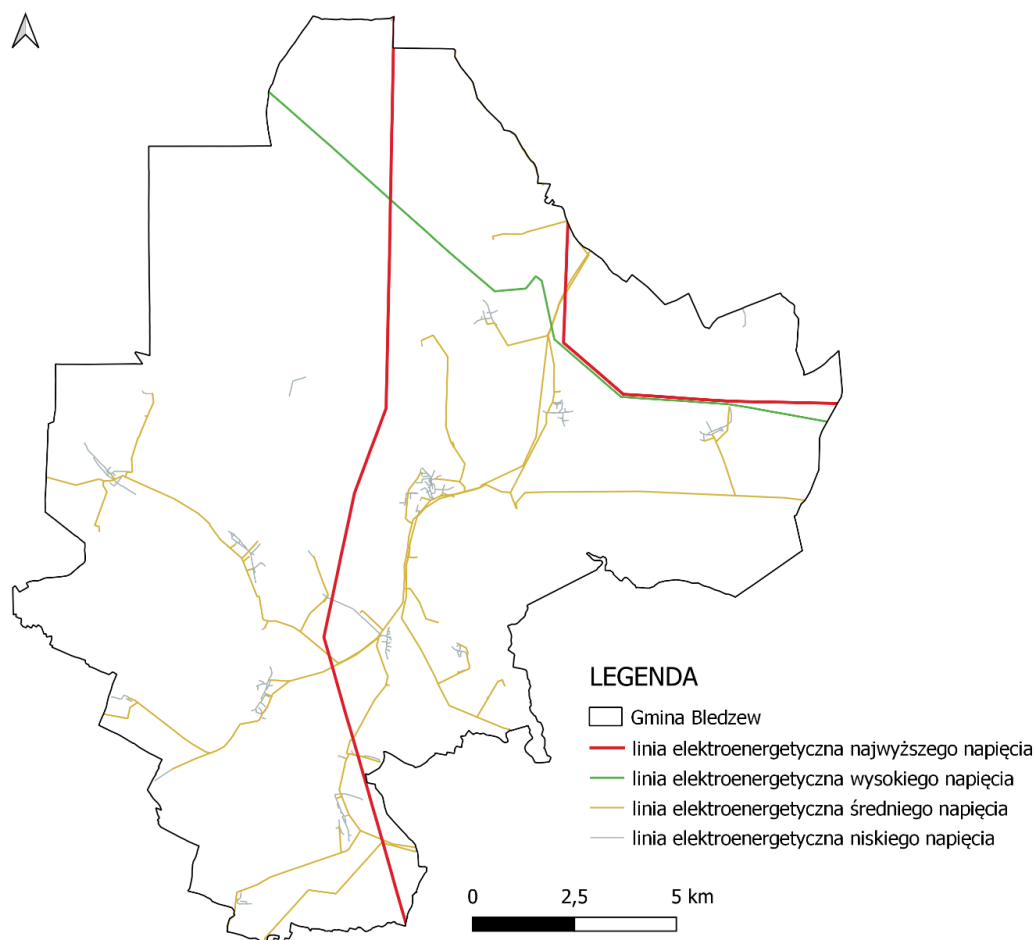 LEGENDA
Gmina Bledzew
linia elektroenergetyczna najwyższego napięcia
linia elektroenergetyczna wysokiego napięcia
linia elektroenergetyczna średniego napięcia
linia elektroenergetyczna niskiego napięcia
0 2,5 5 km